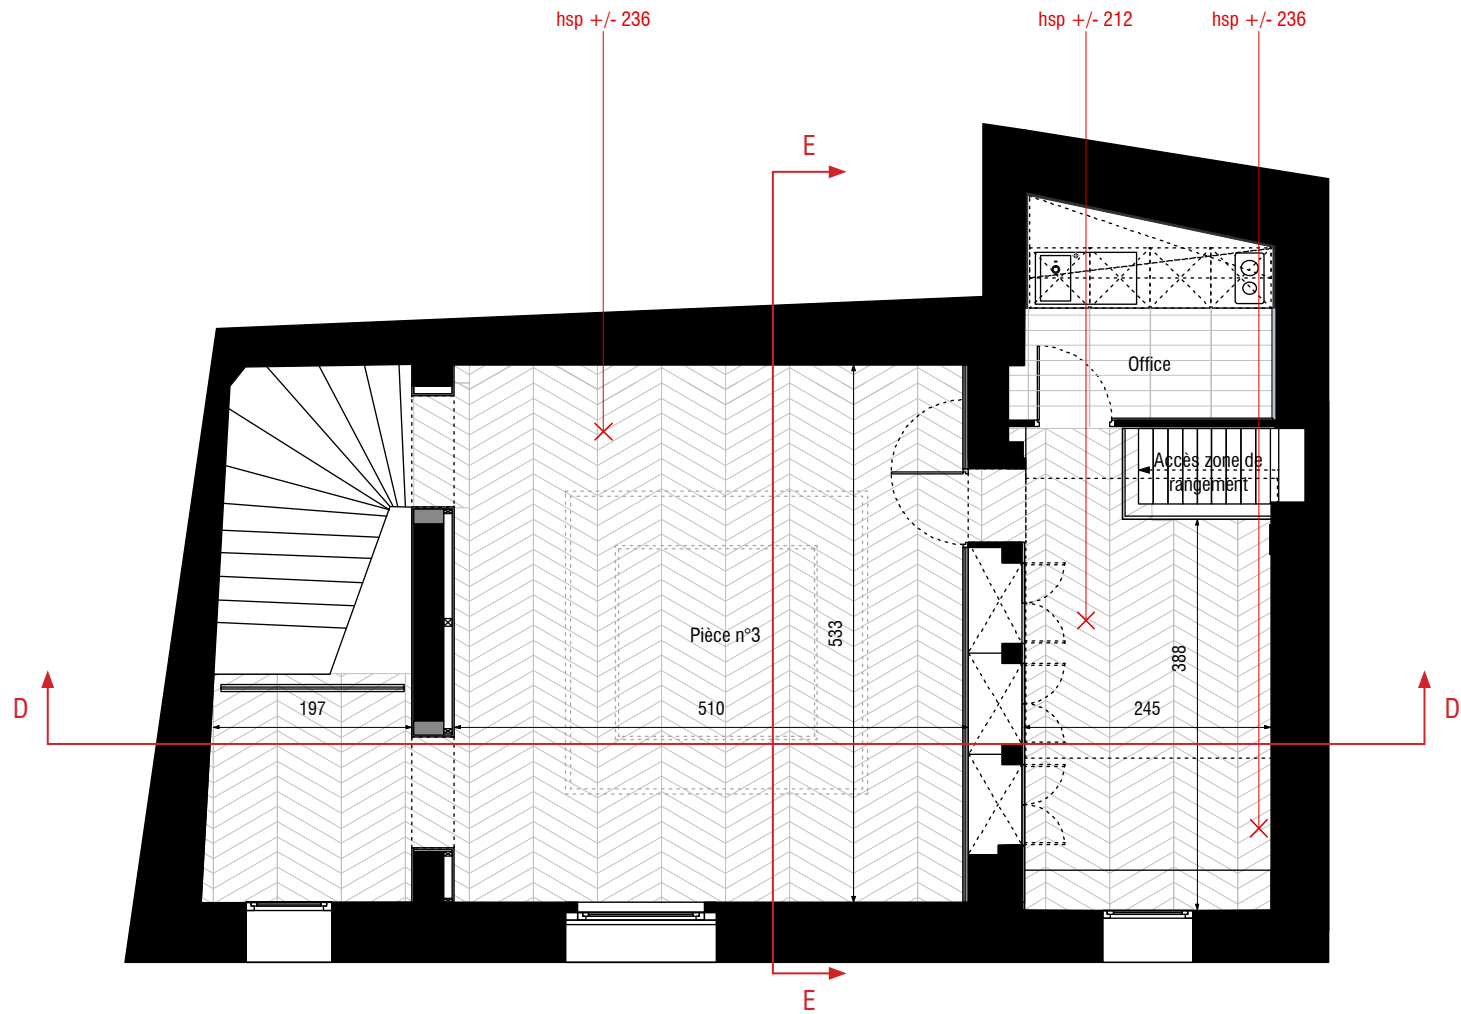 hsp +/- 236
hsp +/- 212
hsp +/- 236
E
Office
Accès zone de
rangement
Pièce n°3
533
388
D
197
510
245
D
E